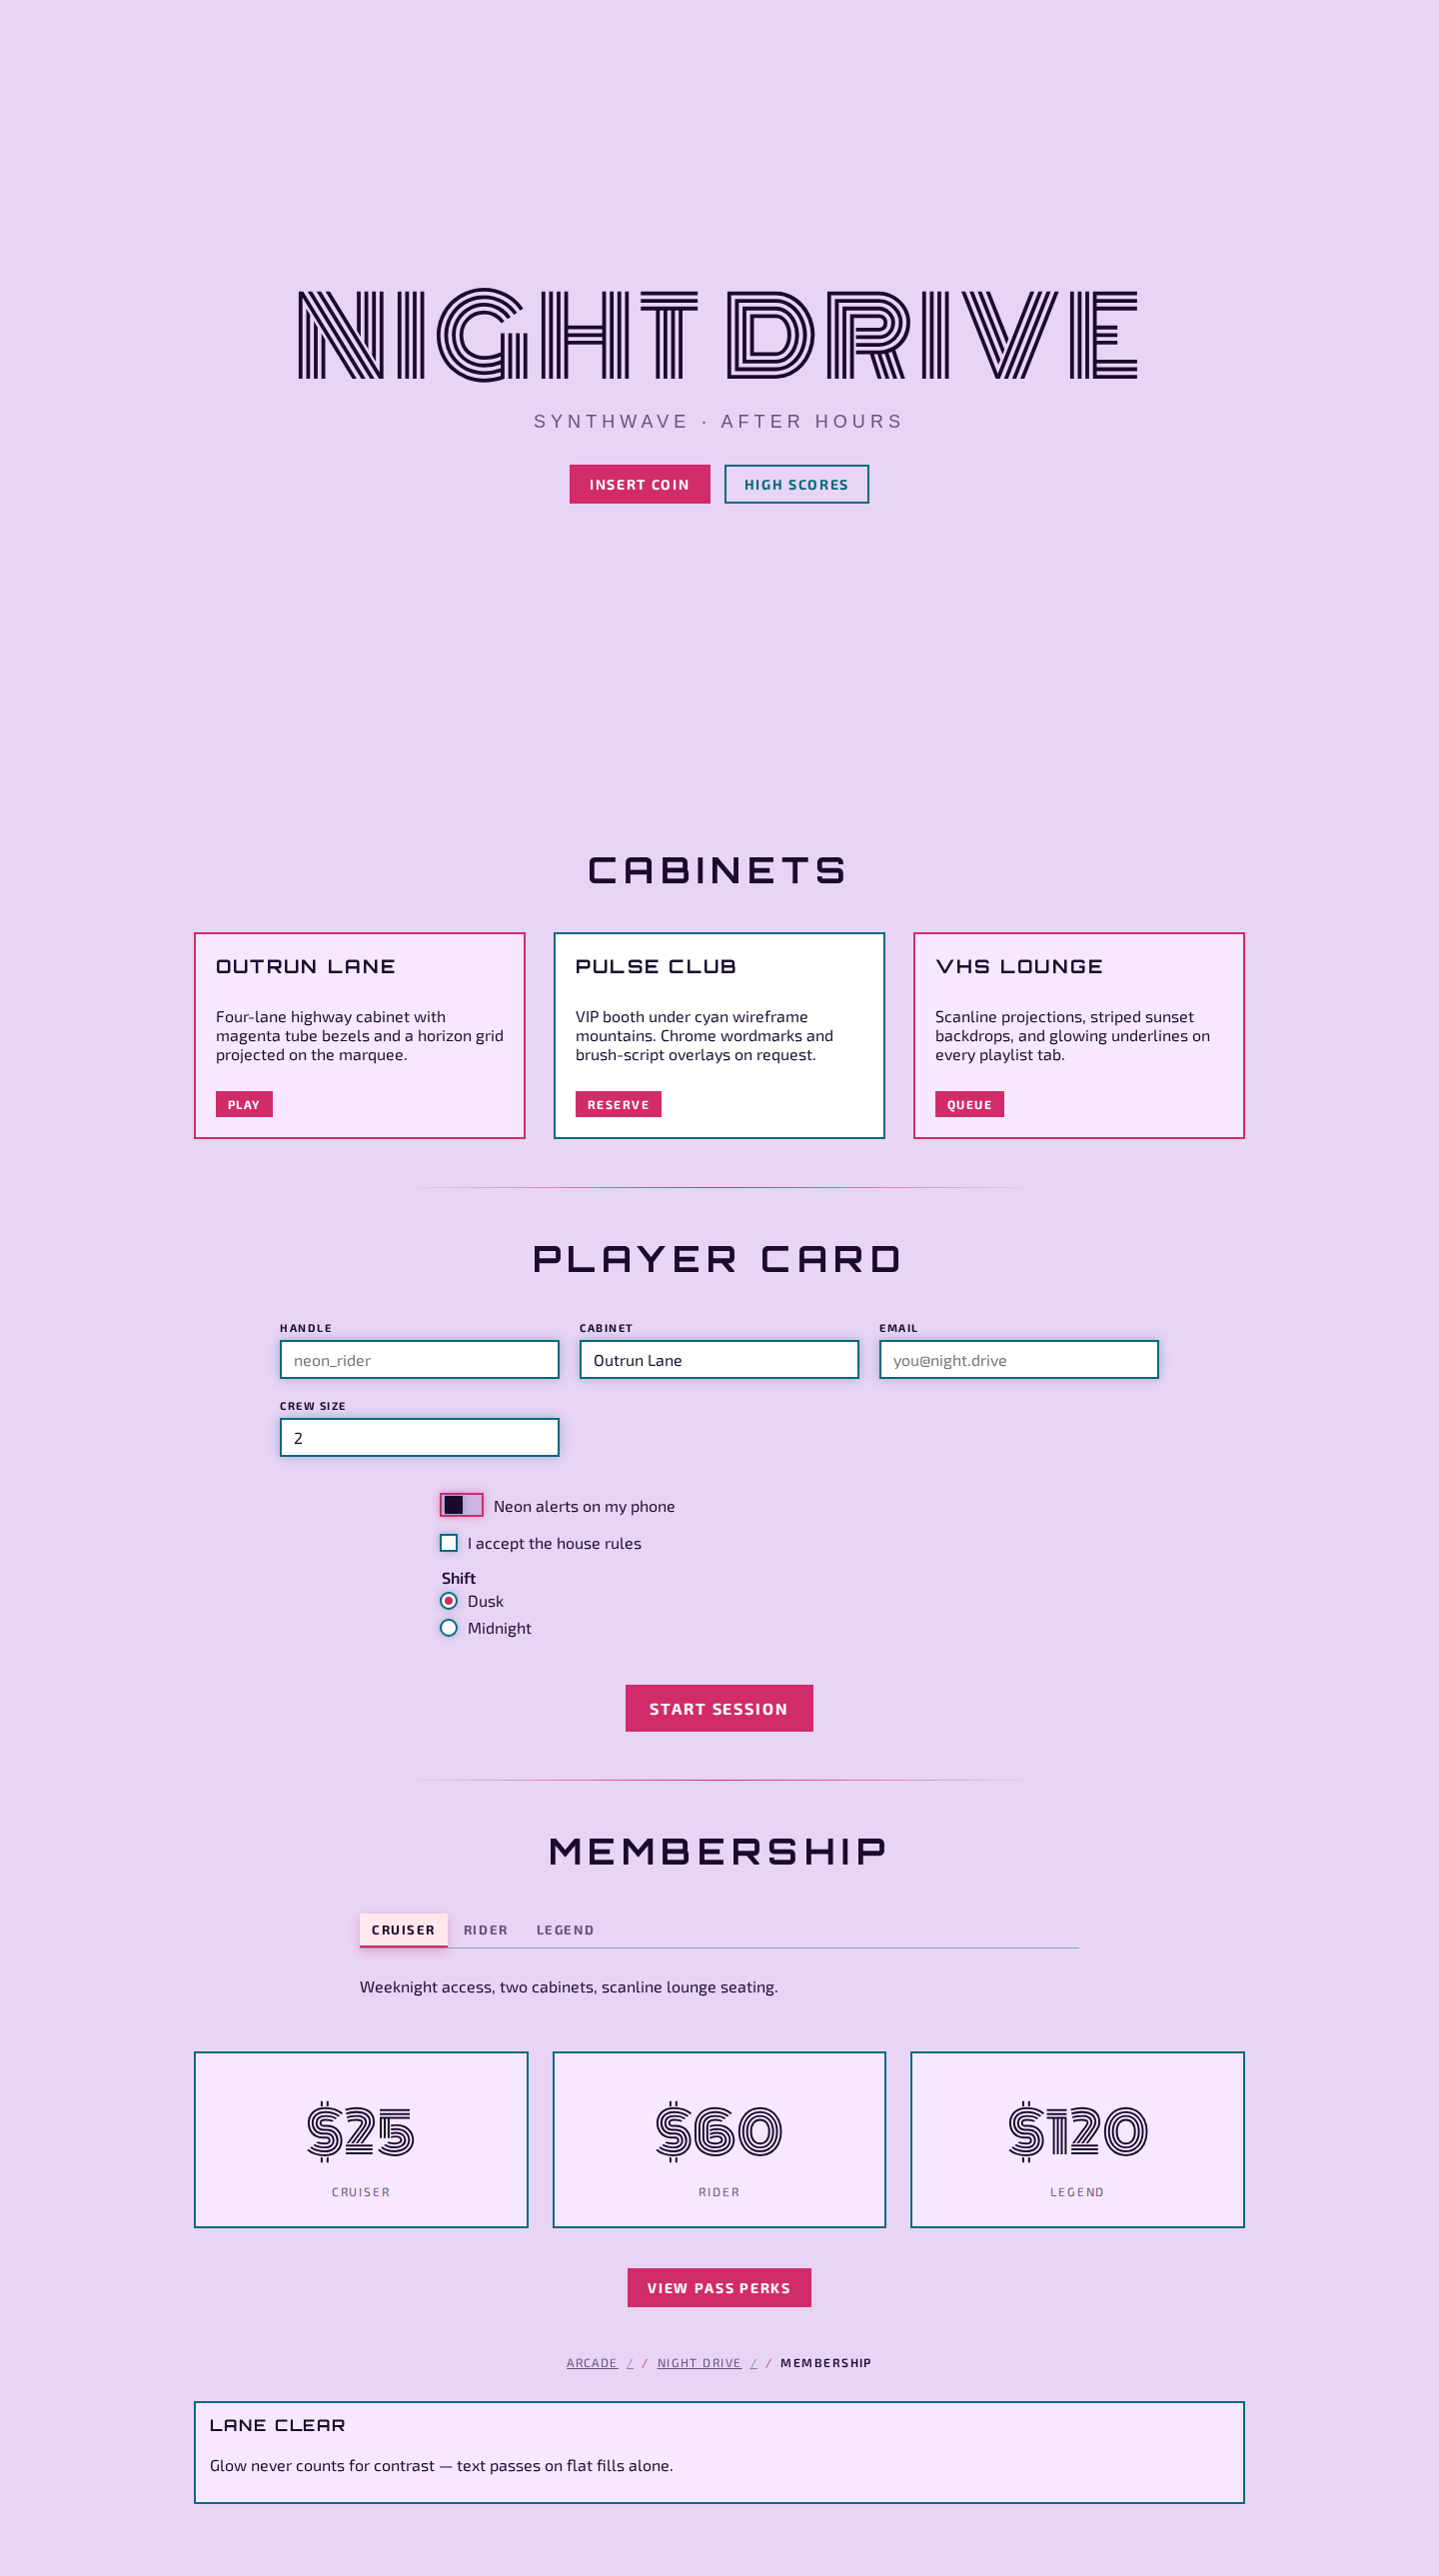 NIGHT DRIVE
SYNTHWAVE · AFTER HOURS
INSERT COIN
HIGH SCORES
CABINETS
OUTRUN LANE
Four-lane highway cabinet with
magenta tube bezels and a horizon grid
projected on the marquee.
PLAY
PULSE CLUB
VIP booth under cyan wireframe
mountains. Chrome wordmarks and
brush-script overlays on request.
RESERVE
VHS LOUNGE
Scanline projections, striped sunset
backdrops, and glowing underlines on
every playlist tab.
QUEUE
PLAYER CARD
HANDLE
neon_rider
CABINET
Outrun Lane
EMAIL
you@night.drive
CREW SIZE
2
Neon alerts on my phone
I accept the house rules
Shift
Dusk
Midnight
START SESSION
MEMBERSHIP
CRUISER
RIDER
LEGEND
Weeknight access, two cabinets, scanline lounge seating.
$25
CRUISER
$60
RIDER
$120
LEGEND
VIEW PASS PERKS
ARCADE / / NIGHT DRIVE / / MEMBERSHIP
LANE CLEAR
Glow never counts for contrast — text passes on flat fills alone.